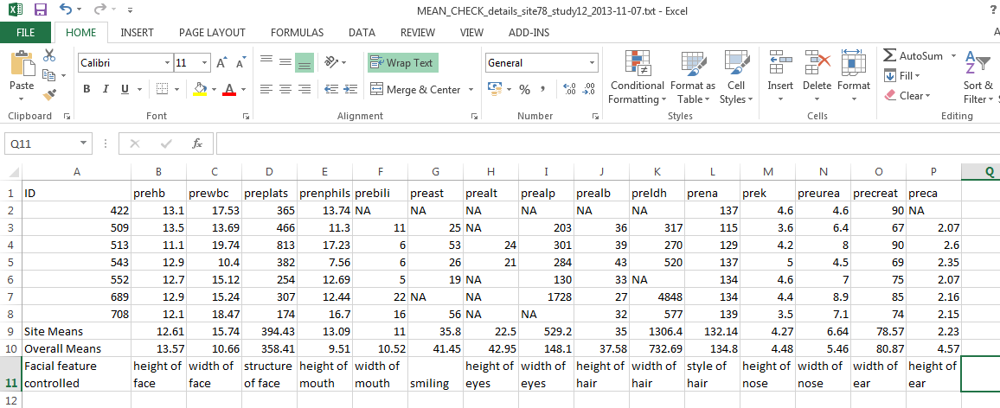 MEAN_CHECK_details_site78_study12_2013-11-07.txt - Excel
?
FILE HOME INSERT PAGE LAYOUT FORMULAS DATA REVIEW VIEW ADD-INS A
Calibri 11 A A Wrap Text General AutoSum A Z
Paste B I U A Merge & Center % , Conditional Formatting Format as Table Cell Styles Insert Delete Format Fill Clear Sort & Filter
Clipboard Font Alignment Number Styles Cells Editing
Q11 fx
A B C D E F G H I J K L M N O P Q
1 ID prehb prewbc preplats prenphils prebili preast prealt prealp prealb preldh prena prek preurea precreat preca
2 422 13.1 17.53 365 13.74 NA NA NA NA NA NA 137 4.6 4.6 90 NA
3 509 13.5 13.69 466 11.3 11 25 NA 203 36 317 115 3.6 6.4 67 2.07
4 513 11.1 19.74 813 17.23 6 53 24 301 39 270 129 4.2 8 90 2.6
5 543 12.9 10.4 382 7.56 6 26 21 284 43 520 137 5 4.5 69 2.35
6 552 12.7 15.12 254 12.69 5 19 NA 130 33 NA 134 4.6 7 75 2.07
7 689 12.9 15.24 307 12.44 22 NA NA 1728 27 4848 134 4.4 8.9 85 2.16
8 708 12.1 18.47 174 16.7 16 56 NA NA 32 577 139 3.5 7.1 74 2.15
9 Site Means 12.61 15.74 394.43 13.09 11 35.8 22.5 529.2 35 1306.4 132.14 4.27 6.64 78.57 2.23
10 Overall Means 13.57 10.66 358.41 9.51 10.52 41.45 42.95 148.1 37.58 732.69 134.8 4.48 5.46 80.87 4.57
Facial feature height of width of structure height of width of height of width of height of width of style of height of width of width of height of
11 controlled face face of face mouth mouth smiling eyes eyes hair hair hair nose nose ear ear
12